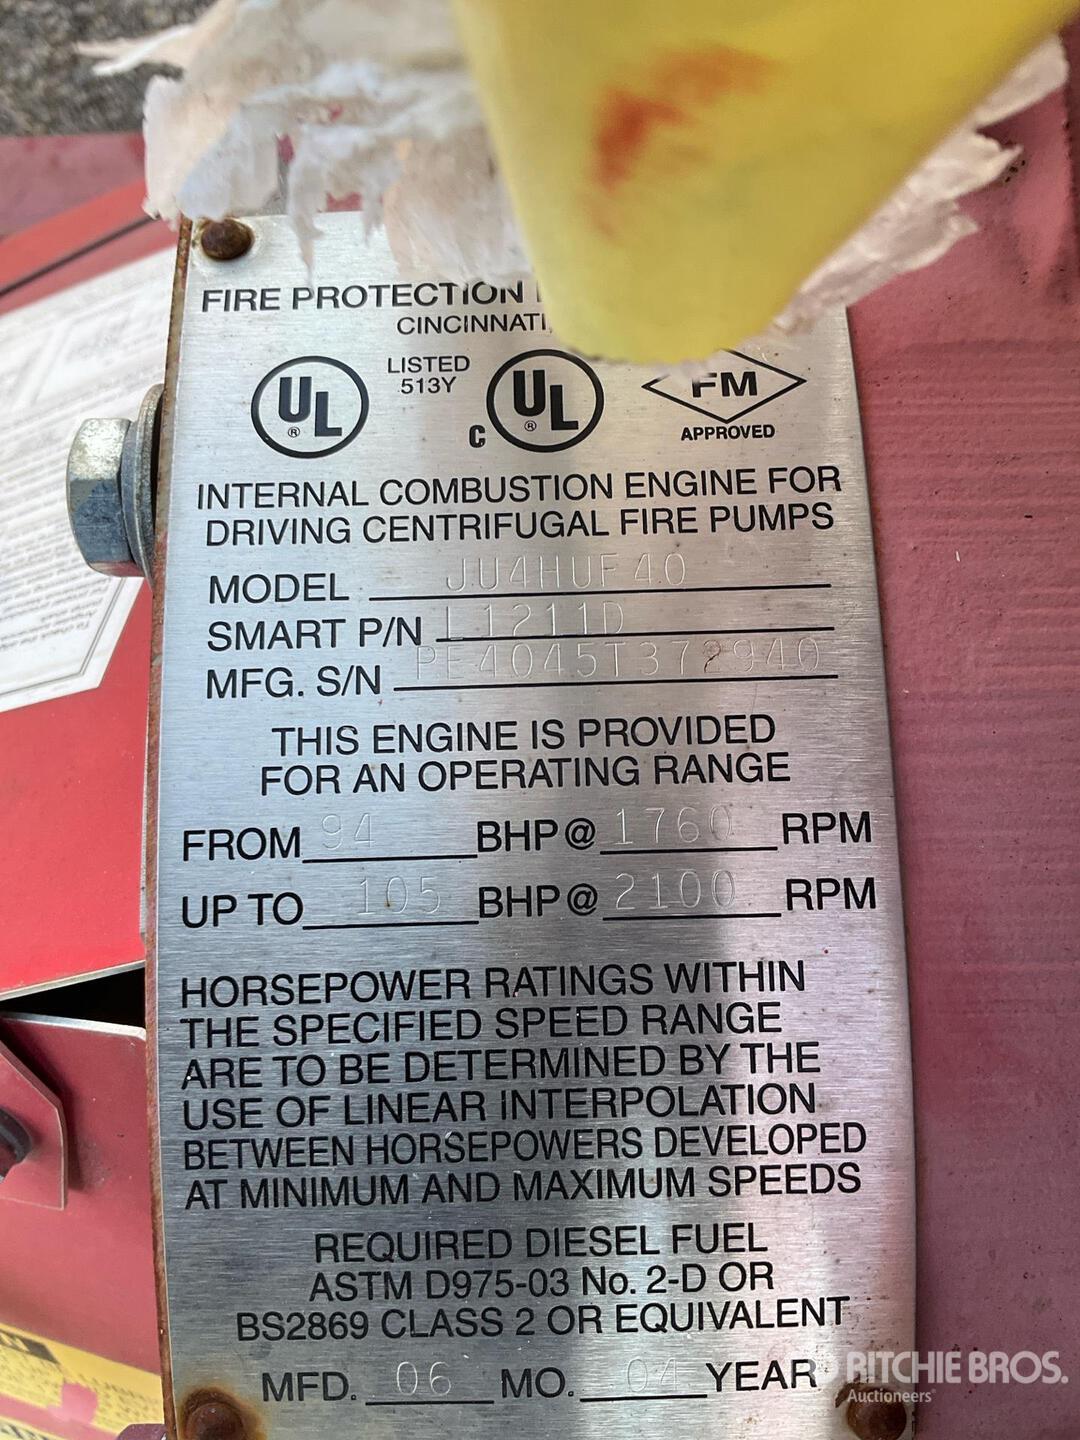 FIRE PROTECTION
CINCINNATI,
UL
®
LISTED
513Y
C
UL
®
FM
APPROVED
INTERNAL COMBUSTION ENGINE FOR
DRIVING CENTRIFUGAL FIRE PUMPS
MODEL JU4HUF40
SMART P/N L1211D
MFG. S/N PE4045T372940
THIS ENGINE IS PROVIDED
FOR AN OPERATING RANGE
FROM 94 BHP@ 1760 RPM
UP TO 105 BHP@ 2100 RPM
HORSEPOWER RATINGS WITHIN
THE SPECIFIED SPEED RANGE
ARE TO BE DETERMINED BY THE
USE OF LINEAR INTERPOLATION
BETWEEN HORSEPOWERS DEVELOPED
AT MINIMUM AND MAXIMUM SPEEDS
REQUIRED DIESEL FUEL
ASTM D975-03 No. 2-D OR
BS2869 CLASS 2 OR EQUIVALENT
MFD. 06 MO. 04 YEAR
RITCHIE BROS.
Auctioneers